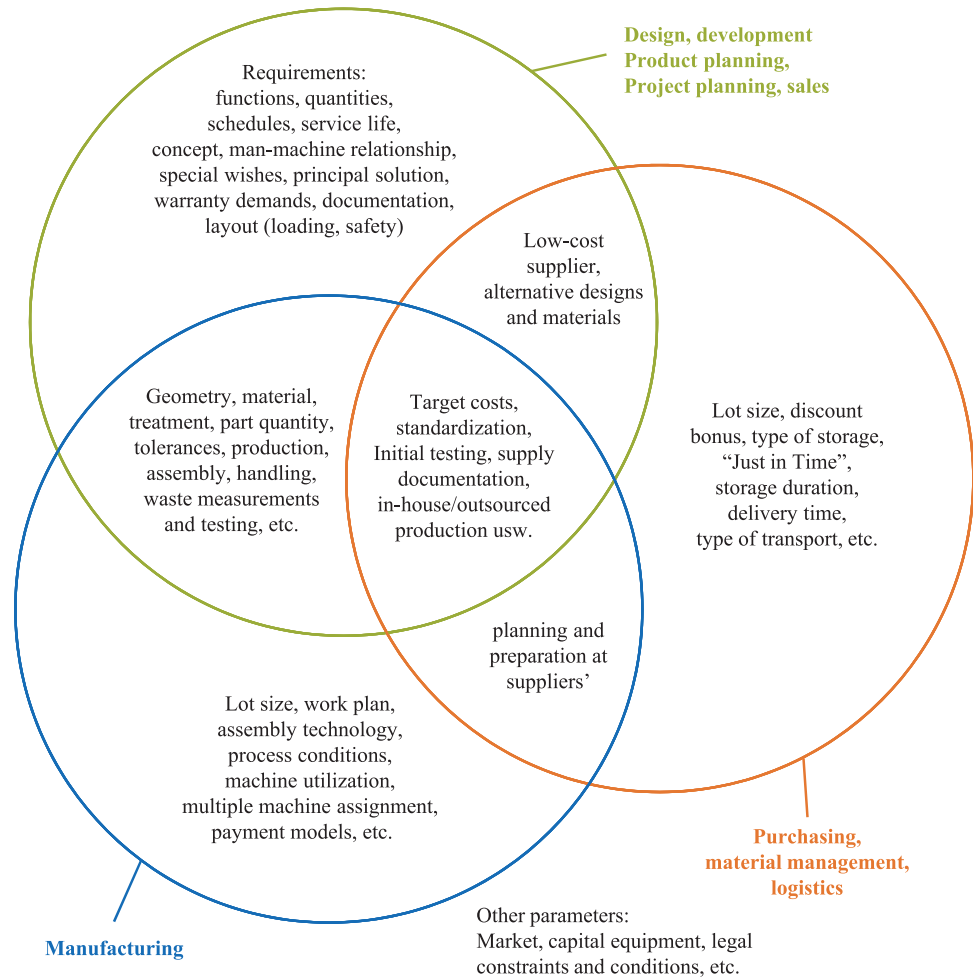 Design, development
Product planning,
Project planning, sales
Requirements:
functions, quantities,
schedules, service life,
concept, man-machine relationship,
special wishes, principal solution,
warranty demands, documentation,
layout (loading, safety)
Low-cost
supplier,
alternative designs
and materials
Geometry, material,
treatment, part quantity,
tolerances, production,
assembly, handling,
waste measurements
and testing, etc.
Target costs,
standardization,
Initial testing, supply
documentation,
in-house/outsourced
production usw.
Lot size, discount
bonus, type of storage,
“Just in Time”,
storage duration,
delivery time,
type of transport, etc.
planning and
preparation at
suppliers’
Lot size, work plan,
assembly technology,
process conditions,
machine utilization,
multiple machine assignment,
payment models, etc.
Purchasing,
material management,
logistics
Manufacturing
Other parameters:
Market, capital equipment, legal
constraints and conditions, etc.